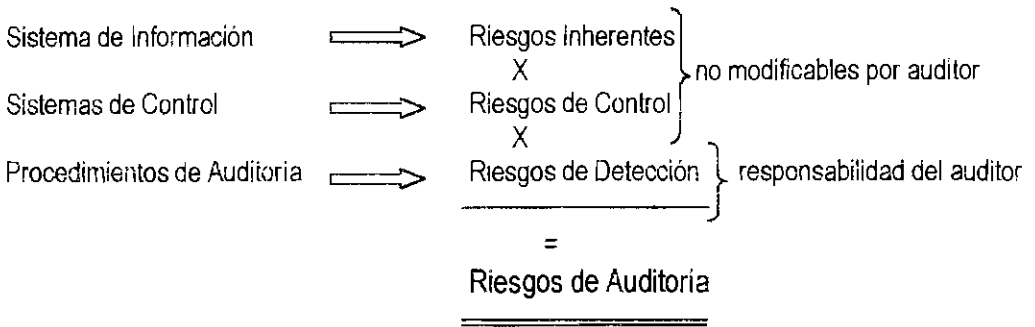 Sistema de Información Riesgos Inherentes
X no modificables por auditor
Sistemas de Control Riesgos de Control
X
Procedimientos de Auditoria Riesgos de Detección responsabilidad del auditor
=
Riesgos de Auditoría